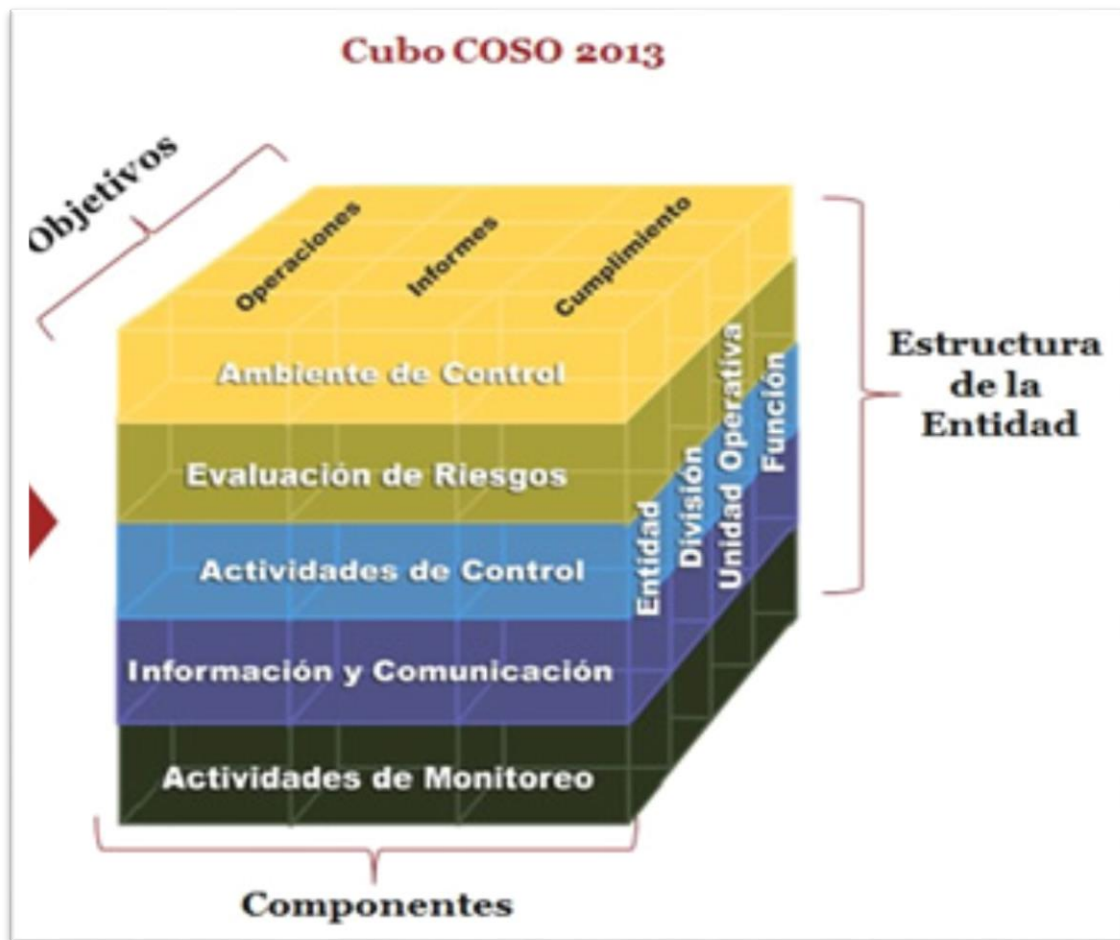 Cubo COSO 2013
Objetivos
Operaciones
Informes
Cumplimiento
Ambiente de Control
Evaluación de Riesgos
Actividades de Control
Información y Comunicación
Actividades de Monitoreo
Entidad
División
Unidad Operativa
Función
Estructura
de la
Entidad
Componentes